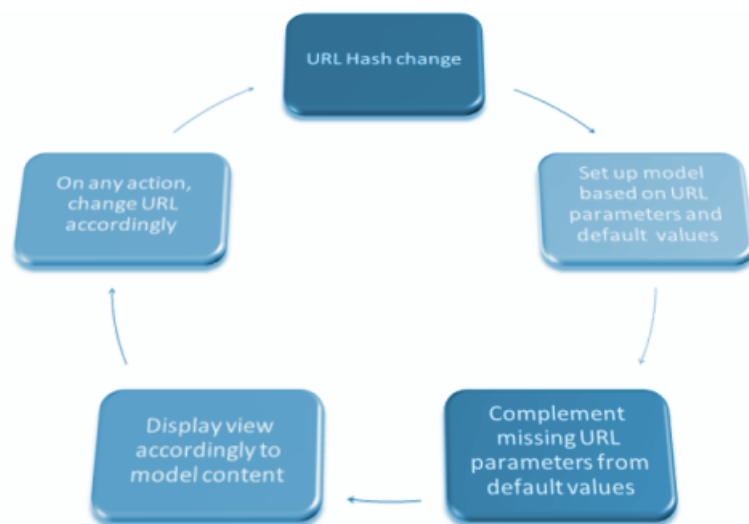 URL Hash change
Set up model
based on URL
parameters and
default values
Complement
missing URL
parameters from
default values
Display view
accordingly to
model content
On any action,
change URL
accordingly